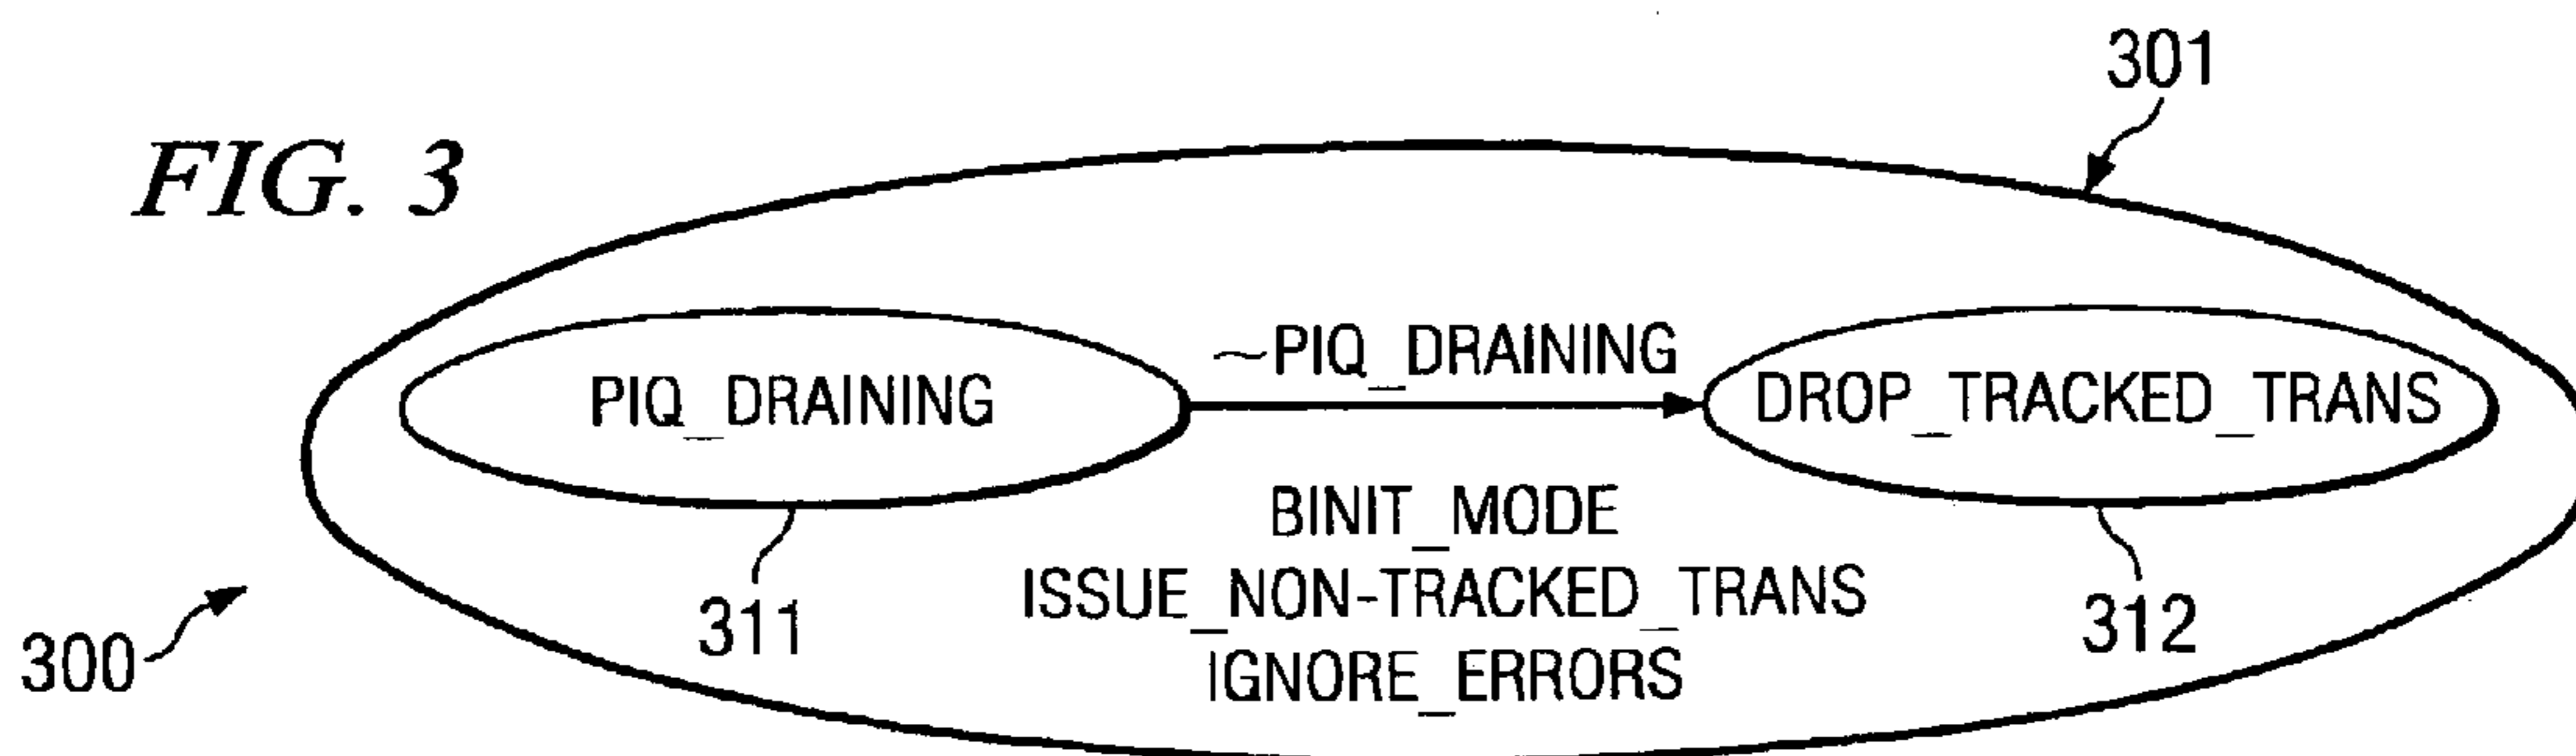 301
FIG. 3
~PIQ_DRAINING
PIQ_DRAINING
DROP_TRACKED_TRANS
BINIT_MODE
ISSUE_NON-TRACKED_TRANS
IGNORE_ERRORS
311
312
300